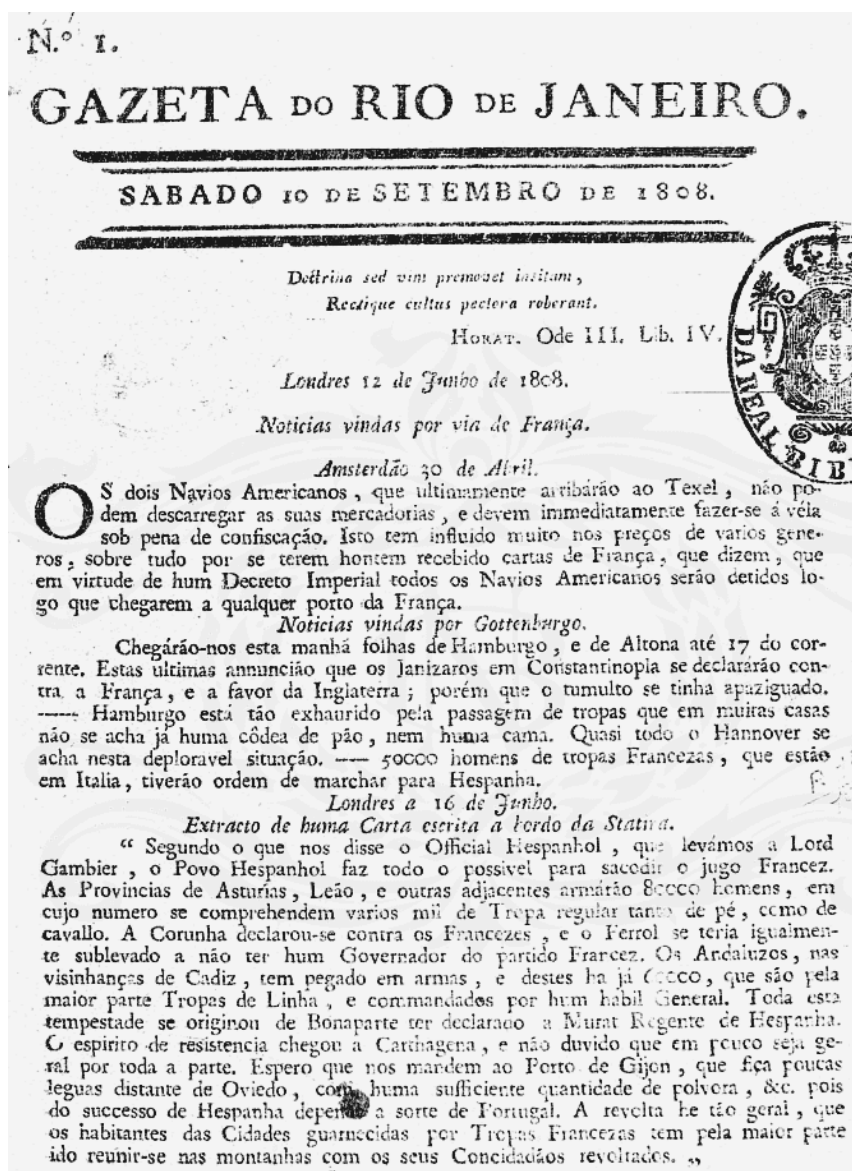 N.º 1.
GAZETA DO RIO DE JANEIRO.
SABADO 10 DE SETEMBRO DE 1808.
Doctrina sed vim promovet insitam,
Rectique cultus pectora roborant.
HORAT. Ode III. Lib. IV.
Londres 12 de Junho de 1808.
Noticias vindas por via de França.
Amsterdão 30 de Abril.
OS dois Navios Americanos, que ultimamente arribárão ao Texel, não po-
dem descarregar as suas mercadorias, e devem immediatamente fazer-se á véla
sob pena de confiscação. Isto tem influido muito nos preços de varios gene-
ros, sobre tudo por se terem hontem recebido cartas de França, que dizem, que
em virtude de hum Decreto Imperial todos os Navios Americanos serão detidos lo-
go que chegarem a qualquer porto da França.
Noticias vindas por Gottenburgo.
Chegárão-nos esta manhã folhas de Hamburgo, e de Altona até 17 do cor-
rente. Estas ultimas annuncião que os Janizaros em Constantinopla se declarárão con-
tra a França, e a favor da Inglaterra; porém que o tumulto se tinha apaziguado.
—— Hamburgo está tão exhaurido pela passagem de tropas que em muitas casas
não se acha já huma côdea de pão, nem huma cama. Quasi todo o Hannover se
acha nesta deploravel situação. —— 50000 homens de tropas Francezas, que estão
em Italia, tiverão ordem de marchar para Hespanha.
Londres a 16 de Junho.
Extracto de huma Carta escrita a bordo da Statira.
" Segundo o que nos disse o Official Hespanhol, que levámos a Lord
Gambier, o Povo Hespanhol faz todo o possivel para sacodir o jugo Francez.
As Provincias de Asturias, Leão, e outras adjacentes armárão 80000 homens, em
cujo numero se comprehendem varios mil de Tropa regular tanto de pé, como de
cavallo. A Corunha declarou-se contra os Francezes, e o Ferrol se teria igualmen-
te sublevado a não ter hum Governador do partido Francez. Os Andaluzos, nas
visinhanças de Cadiz, tem pegado em armas, e destes ha já 60000, que são pela
maior parte Tropas de Linha, e commandados por hum habil General. Toda esta
tempestade se originou de Bonaparte ter declarado a Murat Regente de Hespanha.
O espirito de resistencia chegou a Carthagena, e não duvido que em pouco seja ge-
ral por toda a parte. Espero que nos mandem ao Porto de Gijon, que fica poucas
leguas distante de Oviedo, com huma sufficiente quantidade de polvora, &c. pois
do successo de Hespanha depende a sorte de Portugal. A revolta he tão geral, que
os habitantes das Cidades guarnecidas por Tropas Francezas tem pela maior parte
ido reunir-se nas montanhas com os seus Concidadãos revoltados. „
DA REAL BIB